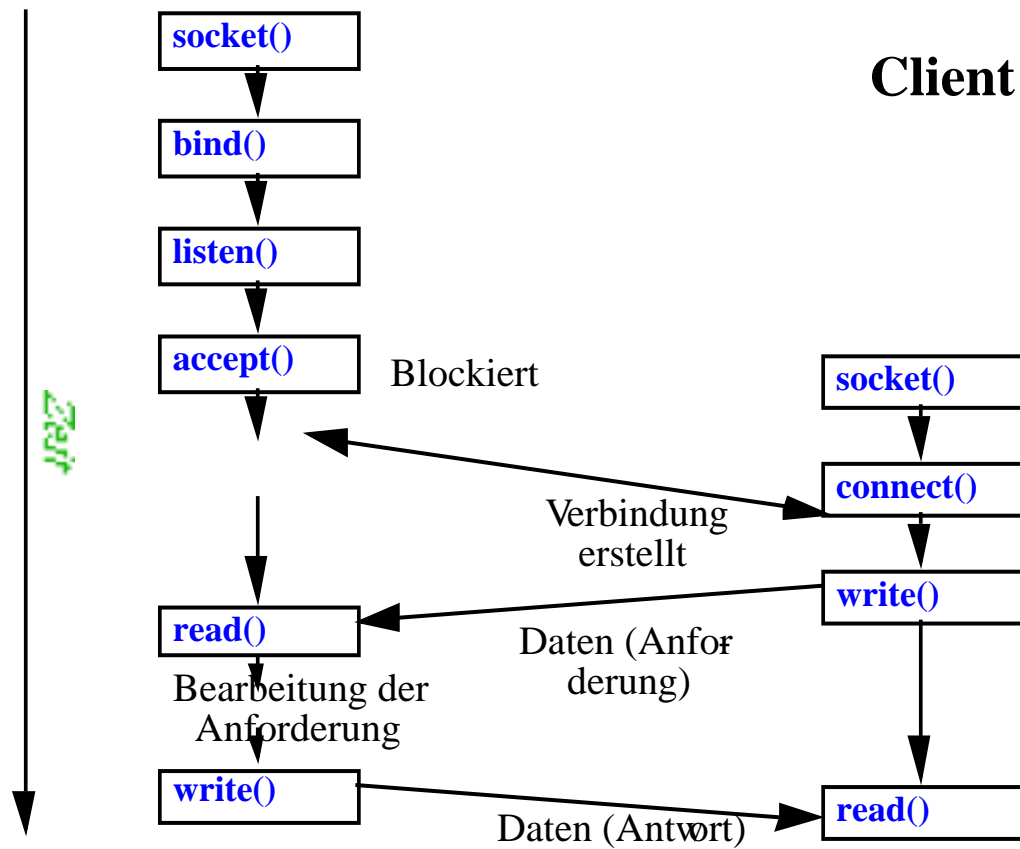 socket()
Client
bind()
listen()
accept()
Blockiert
socket()
Zeit
connect()
Verbindung
erstellt
write()
read()
Daten (Anfor-
derung)
Bearbeitung der
Anforderung
write()
read()
Daten (Antwort)